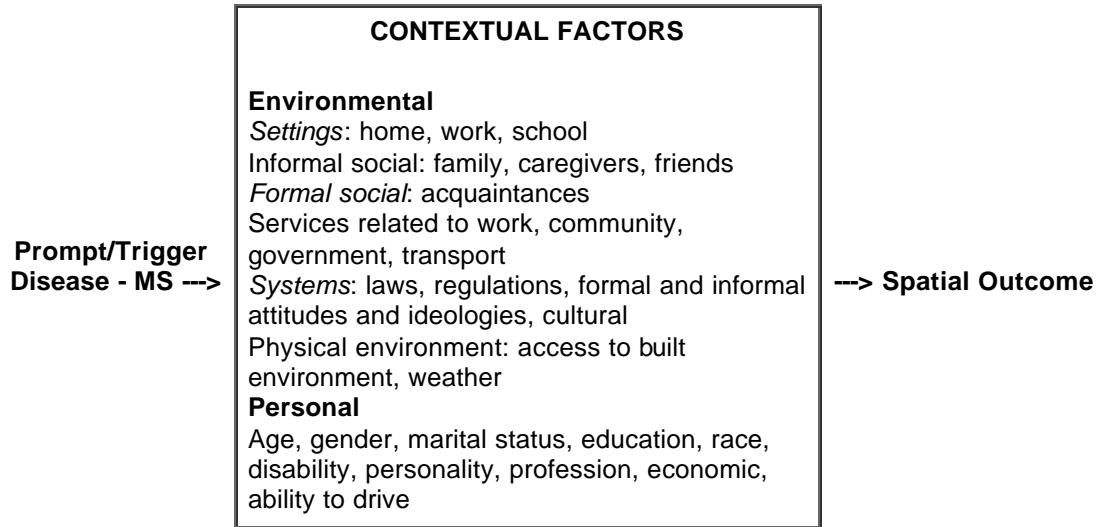 CONTEXTUAL FACTORS
Environmental
Settings: home, work, school
Informal social: family, caregivers, friends
Formal social: acquaintances
Services related to work, community,
government, transport
Systems: laws, regulations, formal and informal
attitudes and ideologies, cultural
Physical environment: access to built
environment, weather
Personal
Age, gender, marital status, education, race,
disability, personality, profession, economic,
ability to drive
Prompt/Trigger
Disease - MS --->
---> Spatial Outcome